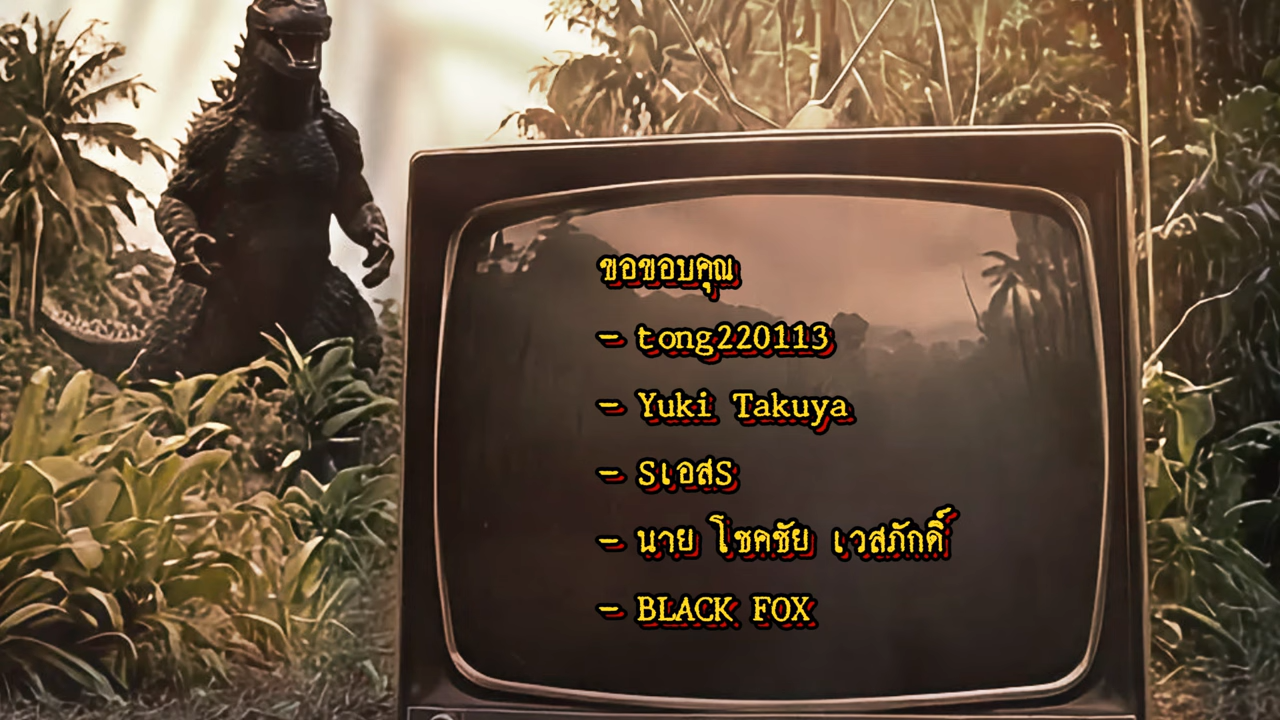 ขอขอบคุณ
- tong220113
- Yuki Takuya
- SเอสS
- นาย โชคชัย เวสภักดิ์
- BLACK FOX